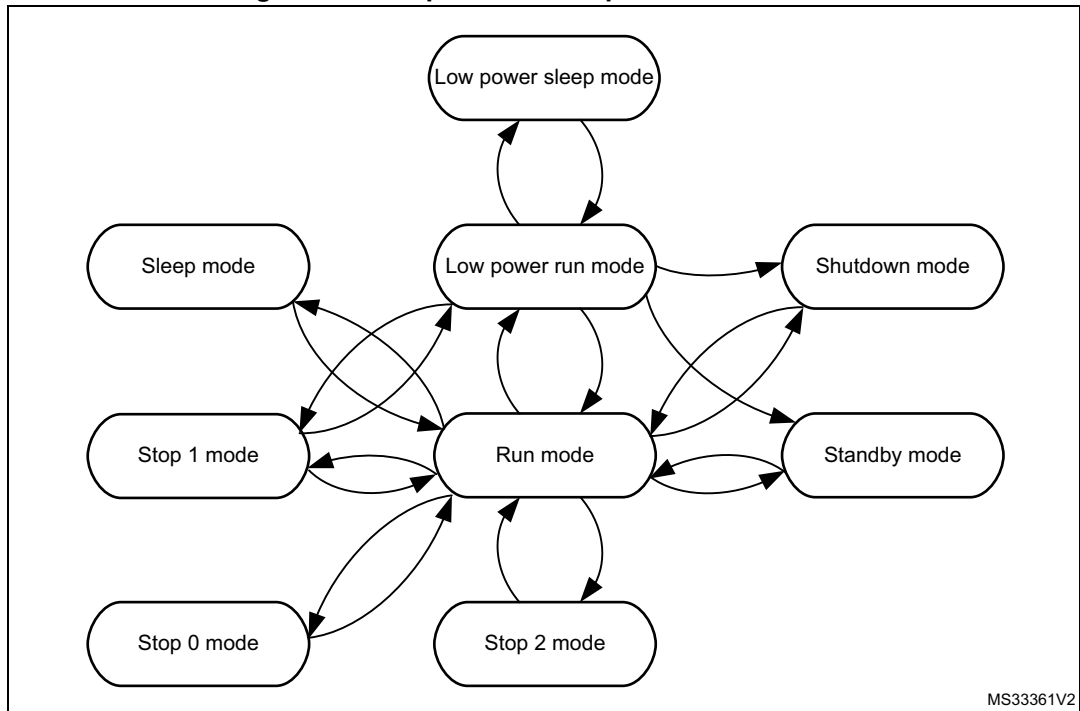 Low power sleep mode
Sleep mode
Low power run mode
Shutdown mode
Stop 1 mode
Run mode
Standby mode
Stop 0 mode
Stop 2 mode
MS33361V2